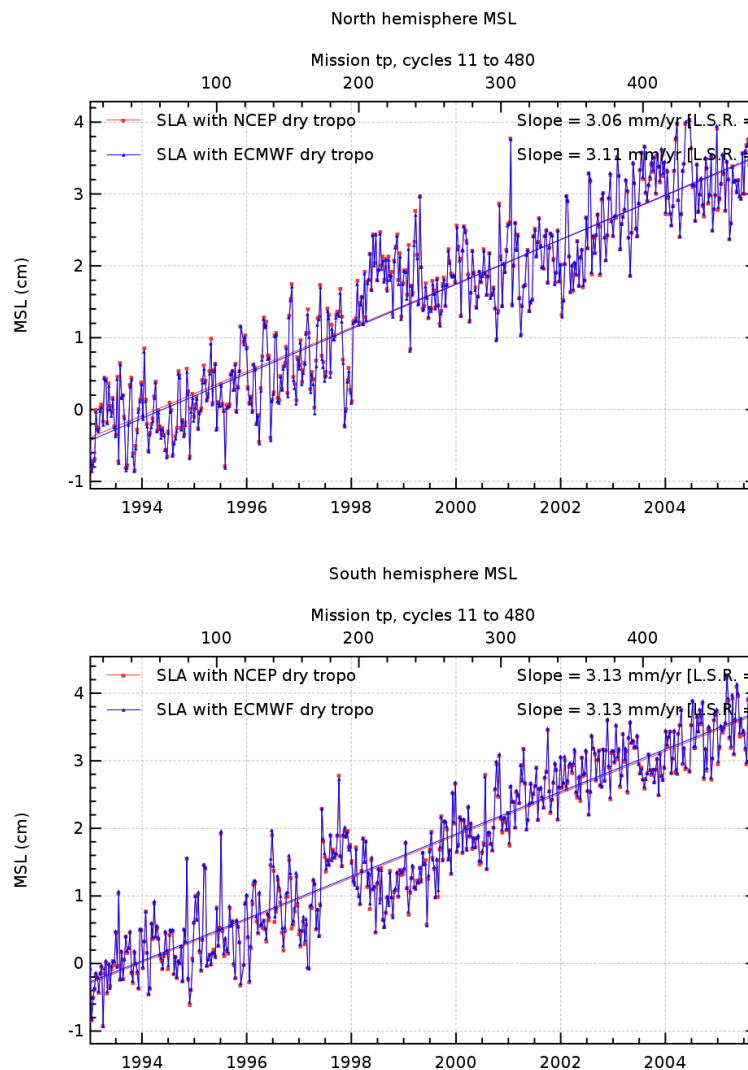 North hemisphere MSL
Mission tp, cycles 11 to 480
100 200 300 400
SLA with NCEP dry tropo Slope = 3.06 mm/yr [L.S.R. =
SLA with ECMWF dry tropo Slope = 3.11 mm/yr [L.S.R. =
4
3
2
1
0
-1
MSL (cm)
1994 1996 1998 2000 2002 2004
South hemisphere MSL
Mission tp, cycles 11 to 480
100 200 300 400
SLA with NCEP dry tropo Slope = 3.13 mm/yr [L.S.R. =
SLA with ECMWF dry tropo Slope = 3.13 mm/yr [L.S.R. =
4
3
2
1
0
-1
MSL (cm)
1994 1996 1998 2000 2002 2004